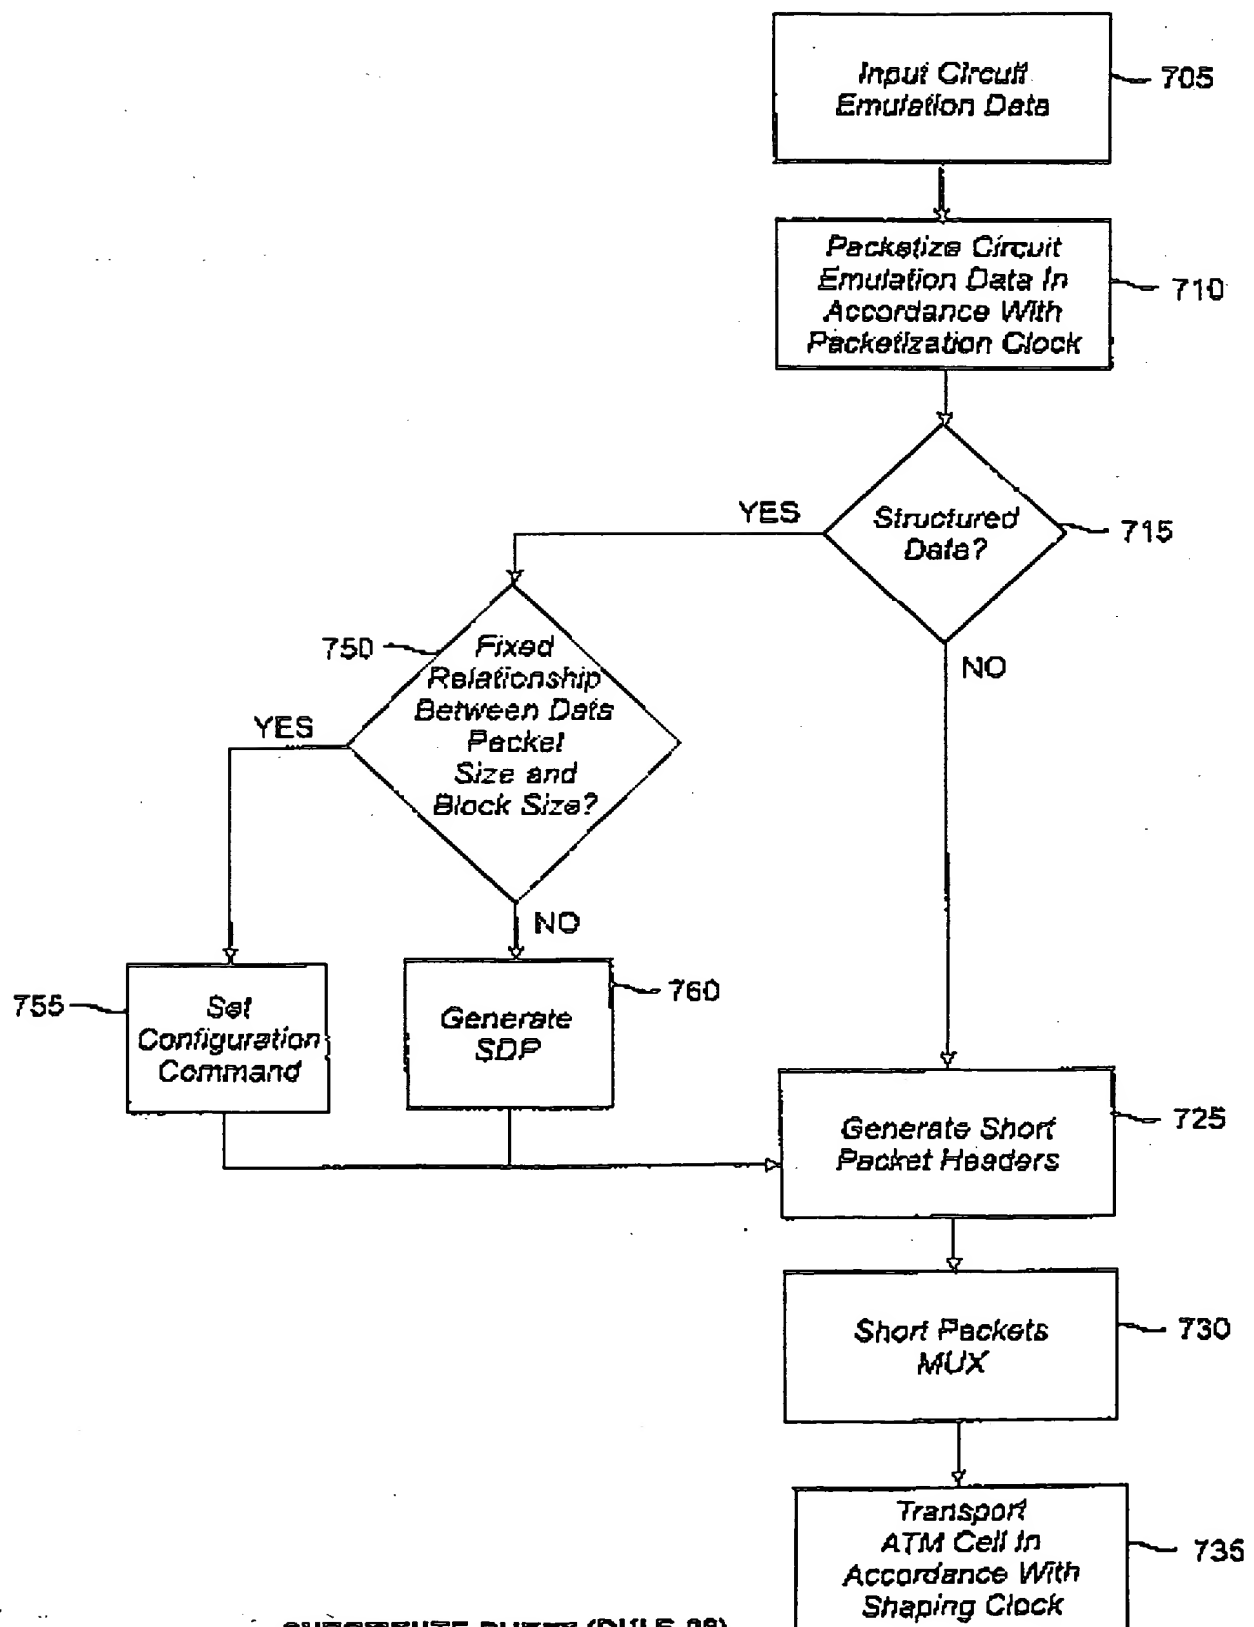 Input Circuit
Emulation Data
705
Packetize Circuit
Emulation Data In
Accordance With
Packetization Clock
710
YES
Structured
Data?
715
NO
750
Fixed
Relationship
Between Data
Packet
Size and
Block Size?
YES
NO
755
Set
Configuration
Command
760
Generate
SDP
Generate Short
Packet Headers
725
Short Packets
MUX
730
Transport
ATM Cell In
Accordance With
Shaping Clock
735